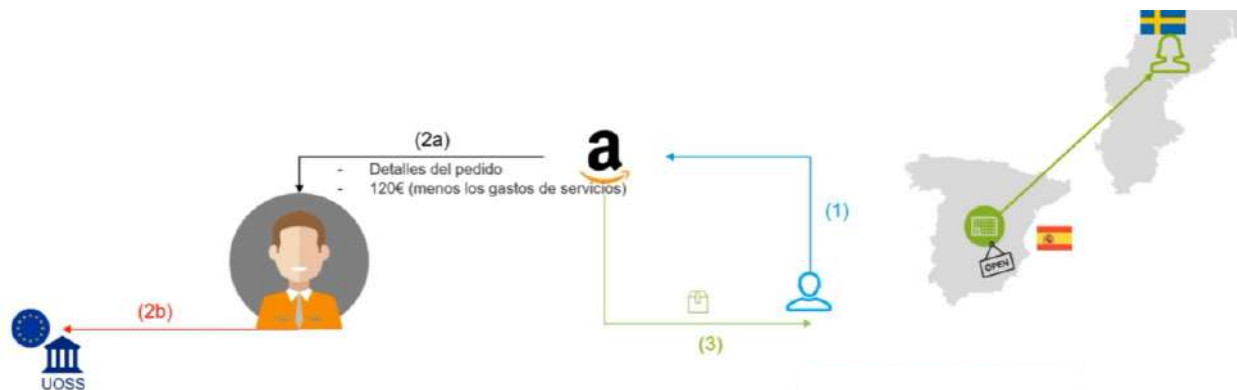 (2a)
- Detalles del pedido
- 120€ (menos los gastos de servicios)
a
(1)
OPEN
(2b)
(3)
UOSS